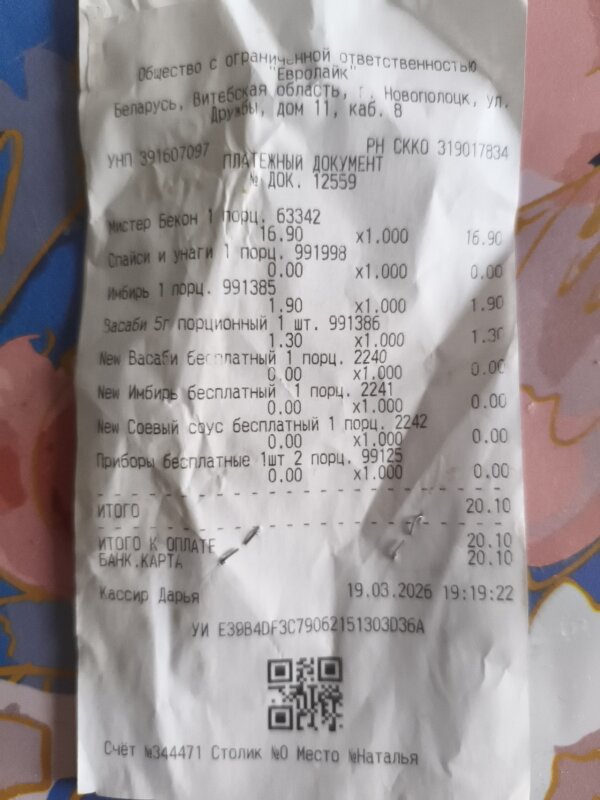 Общество с ограниченной ответственностью
"Евролайк"
Беларусь, Витебская область, г. Новополоцк, ул.
Дружбы, дом 11, каб. 8
УНП 391607097 РН СККО 319017834
ПЛАТЕЖНЫЙ ДОКУМЕНТ
№ ДОК. 12559
Мистер Бекон 1 порц. 63342
16.90 x1.000 16.90
Спайси и унаги 1 порц. 991998
0.00 x1.000 0.00
Имбирь 1 порц. 991385
1.90 x1.000 1.90
Васаби 5г порционный 1 шт. 991386
1.30 x1.000 1.30
New Васаби бесплатный 1 порц. 2240
0.00 x1.000 0.00
New Имбирь бесплатный 1 порц. 2241
0.00 x1.000 0.00
New Соевый соус бесплатный 1 порц. 2242
0.00 x1.000 0.00
Приборы бесплатные 1шт 2 порц. 99125
0.00 x1.000 0.00
ИТОГО 20.10
ИТОГО К ОПЛАТЕ 20.10
БАНК.КАРТА 20.10
Кассир Дарья 19.03.2026 19:19:22
УИ E39B4DF3C79062151303D36A
Счёт №344471 Столик №0 Место №Наталья